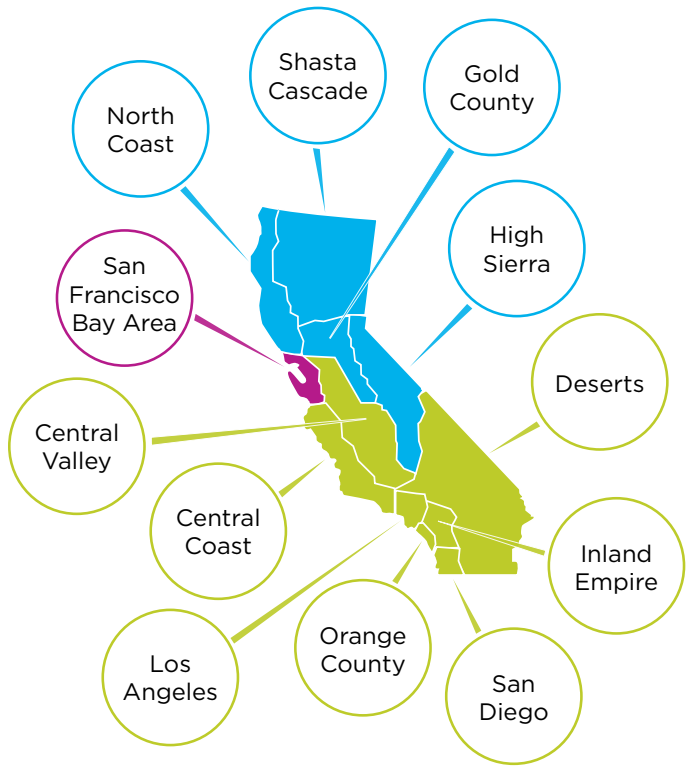 Shasta
Cascade
Gold
County
North
Coast
High
Sierra
San
Francisco
Bay Area
Deserts
Central
Valley
Central
Coast
Inland
Empire
Orange
County
Los
Angeles
San
Diego